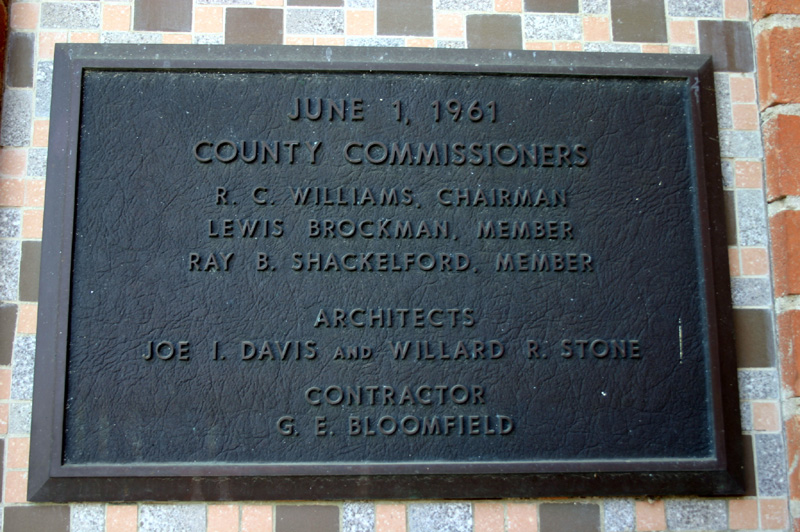 JUNE 1, 1961
COUNTY COMMISSIONERS
R. C. WILLIAMS, CHAIRMAN
LEWIS BROCKMAN, MEMBER
RAY B. SHACKELFORD, MEMBER
ARCHITECTS
JOE I. DAVIS AND WILLARD R. STONE
CONTRACTOR
G. E. BLOOMFIELD